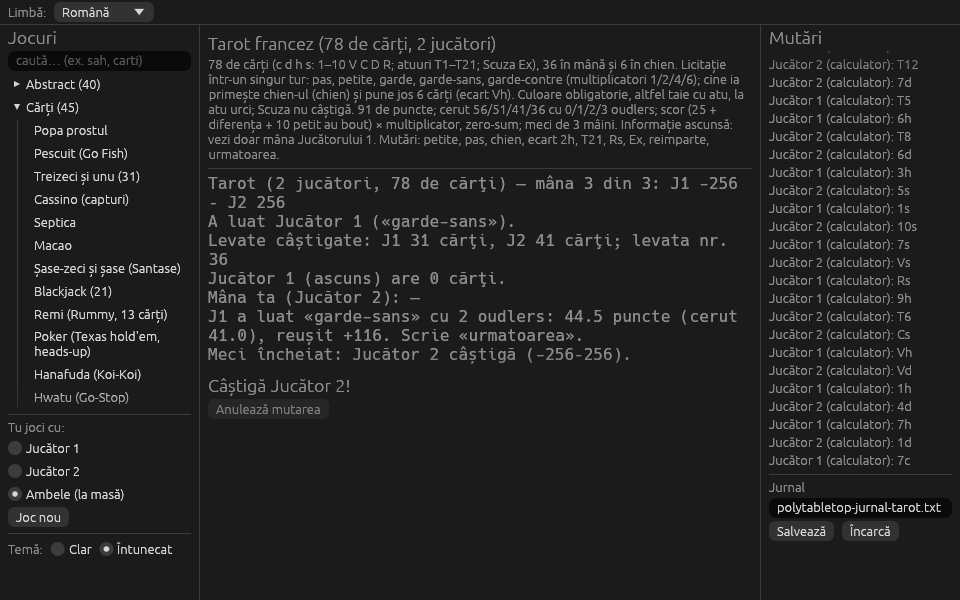 Limbă: Română
Jocuri
caută... (ex. sah, carti)
Abstract (40)
Cărți (45)
Popa prostul
Pescuit (Go Fish)
Treizeci și unu (31)
Cassino (capturi)
Septica
Macao
Șase-zeci și șase (Santase)
Blackjack (21)
Remi (Rummy, 13 cărți)
Poker (Texas hold'em,
heads-up)
Hanafuda (Koi-Koi)
Hwatu (Go-Stop)
Tu joci cu:
Jucător 1
Jucător 2
Ambele (la masă)
Joc nou
Temă: Clar Întunecat
Tarot francez (78 de cărți, 2 jucători)
78 de cărți (c d h s: 1–10 V C D R; atuuri T1–T21; Scuza Ex), 36 în mână și 6 în chien. Licitație
într-un singur tur: pas, petite, garde, garde-sans, garde-contre (multiplicatori 1/2/4/6); cine ia
primește chien-ul (chien) și pune jos 6 cărți (ecart Vh). Culoare obligatorie, altfel taie cu atu, la
atu urci; Scuza nu câștigă. 91 de puncte; cerut 56/51/41/36 cu 0/1/2/3 oudlers; scor (25 +
diferența + 10 petit au bout) × multiplicator, zero-sum; meci de 3 mâini. Informație ascunsă:
vezi doar mâna Jucătorului 1. Mutări: petite, pas, chien, ecart 2h, T21, Rs, Ex, reimparte,
urmatoarea.
Tarot (2 jucători, 78 de cărți) — mâna 3 din 3: J1 -256
- J2 256
A luat Jucător 1 («garde-sans»).
Levate câștigate: J1 31 cărți, J2 41 cărți; levata nr.
36
Jucător 1 (ascuns) are 0 cărți.
Mâna ta (Jucător 2): —
J1 a luat «garde-sans» cu 2 oudlers: 44.5 puncte (cerut
41.0), reușit +116. Scrie «urmatoarea».
Meci încheiat: Jucător 2 câștigă (-256-256).
Câștigă Jucător 2!
Anulează mutarea
Mutări
Jucător 2 (calculator): T12
Jucător 2 (calculator): 7d
Jucător 1 (calculator): T5
Jucător 1 (calculator): 6h
Jucător 2 (calculator): T8
Jucător 2 (calculator): 6d
Jucător 1 (calculator): 3h
Jucător 2 (calculator): 5s
Jucător 1 (calculator): 1s
Jucător 2 (calculator): 10s
Jucător 1 (calculator): 7s
Jucător 2 (calculator): Vs
Jucător 1 (calculator): Rs
Jucător 1 (calculator): 9h
Jucător 2 (calculator): T6
Jucător 2 (calculator): Cs
Jucător 1 (calculator): Vh
Jucător 2 (calculator): Vd
Jucător 1 (calculator): 1h
Jucător 2 (calculator): 4d
Jucător 1 (calculator): 7h
Jucător 2 (calculator): 1d
Jucător 1 (calculator): 7c
Jurnal
polytabletop-jurnal-tarot.txt
Salvează Încarcă